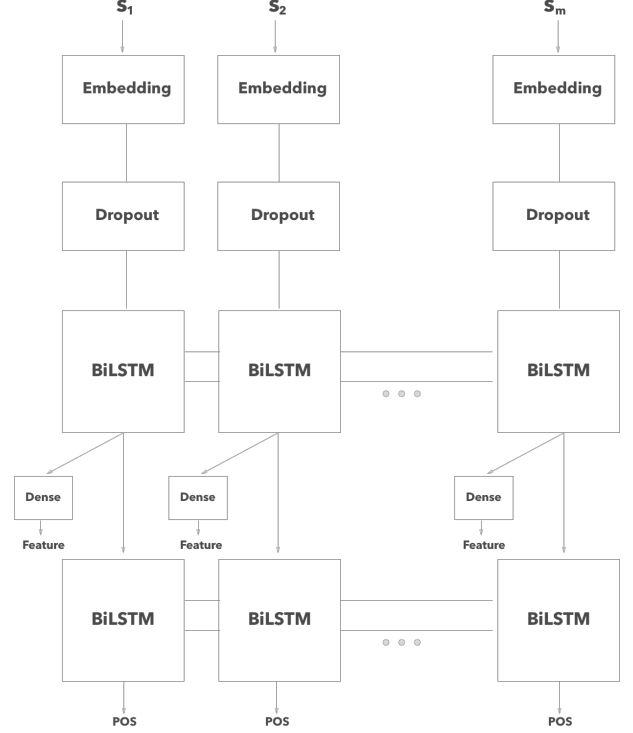 S1 S2 Sm
Embedding Embedding Embedding
Dropout Dropout Dropout
BiLSTM BiLSTM BiLSTM
Dense Dense Dense
Feature Feature Feature
BiLSTM BiLSTM BiLSTM
POS POS POS